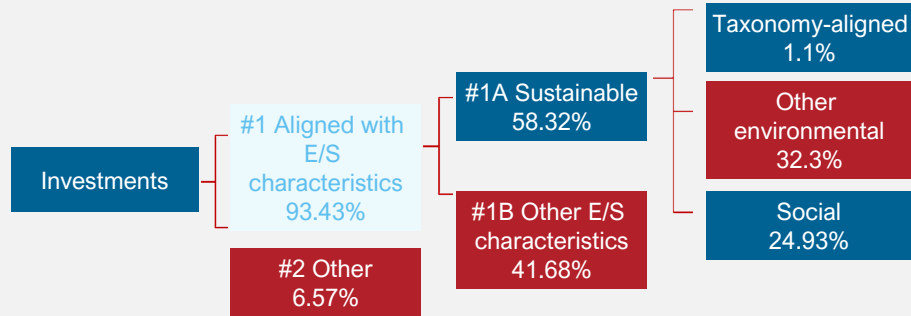 Investments
#1 Aligned with
E/S
characteristics
93.43%
#2 Other
6.57%
#1A Sustainable
58.32%
#1B Other E/S
characteristics
41.68%
Taxonomy-aligned
1.1%
Other
environmental
32.3%
Social
24.93%